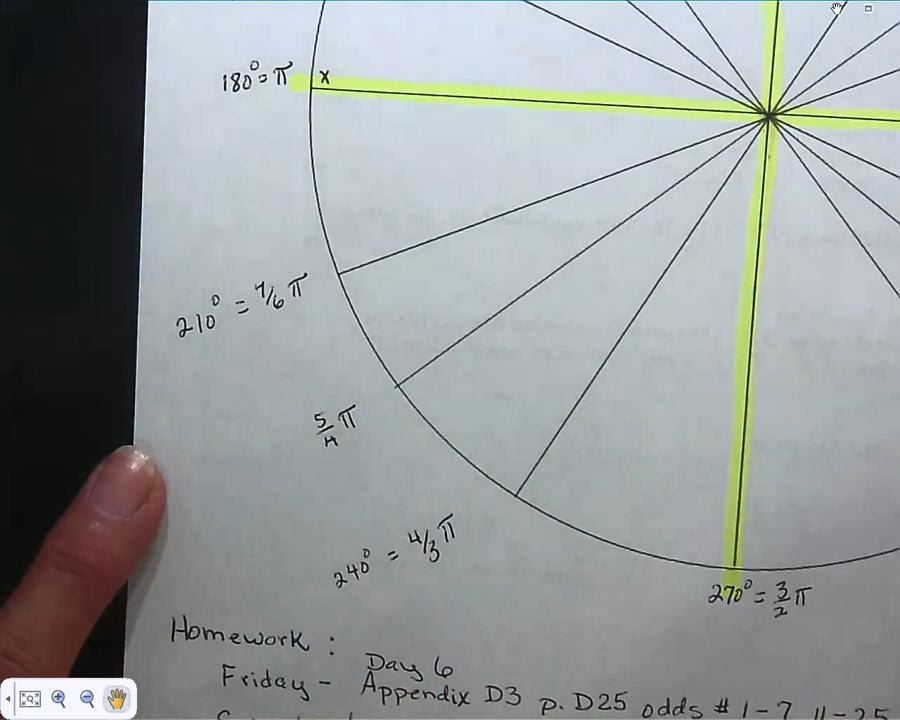 180° = π x
210° = 7/6 π
5/4 π
240° = 4/3 π
270° = 3/2 π
Homework :
Day 6
Friday - Appendix D3 p. D25 odds # 1-7, 11-25